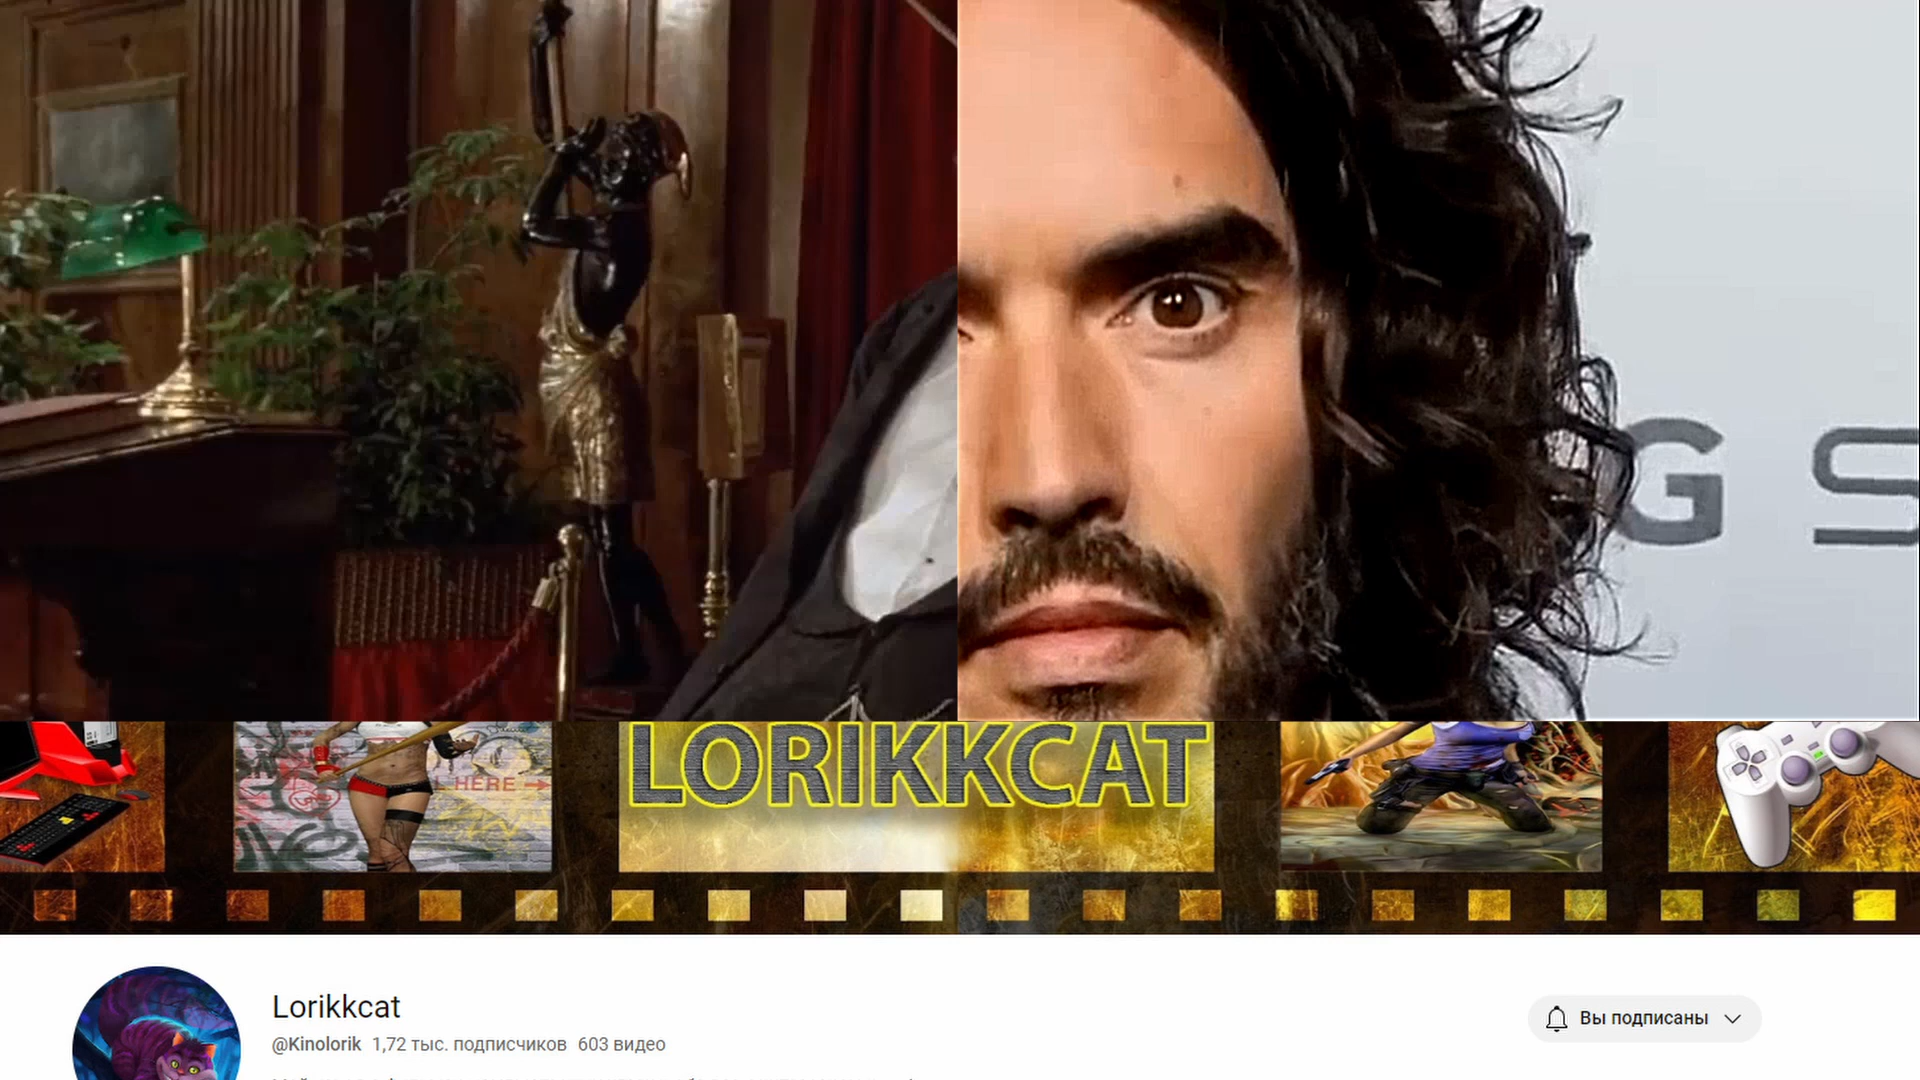 G S
HERE →
LORIKKCAT
Lorikkcat
@Kinolorik 1,72 тыс. подписчиков 603 видео
Вы подписаны